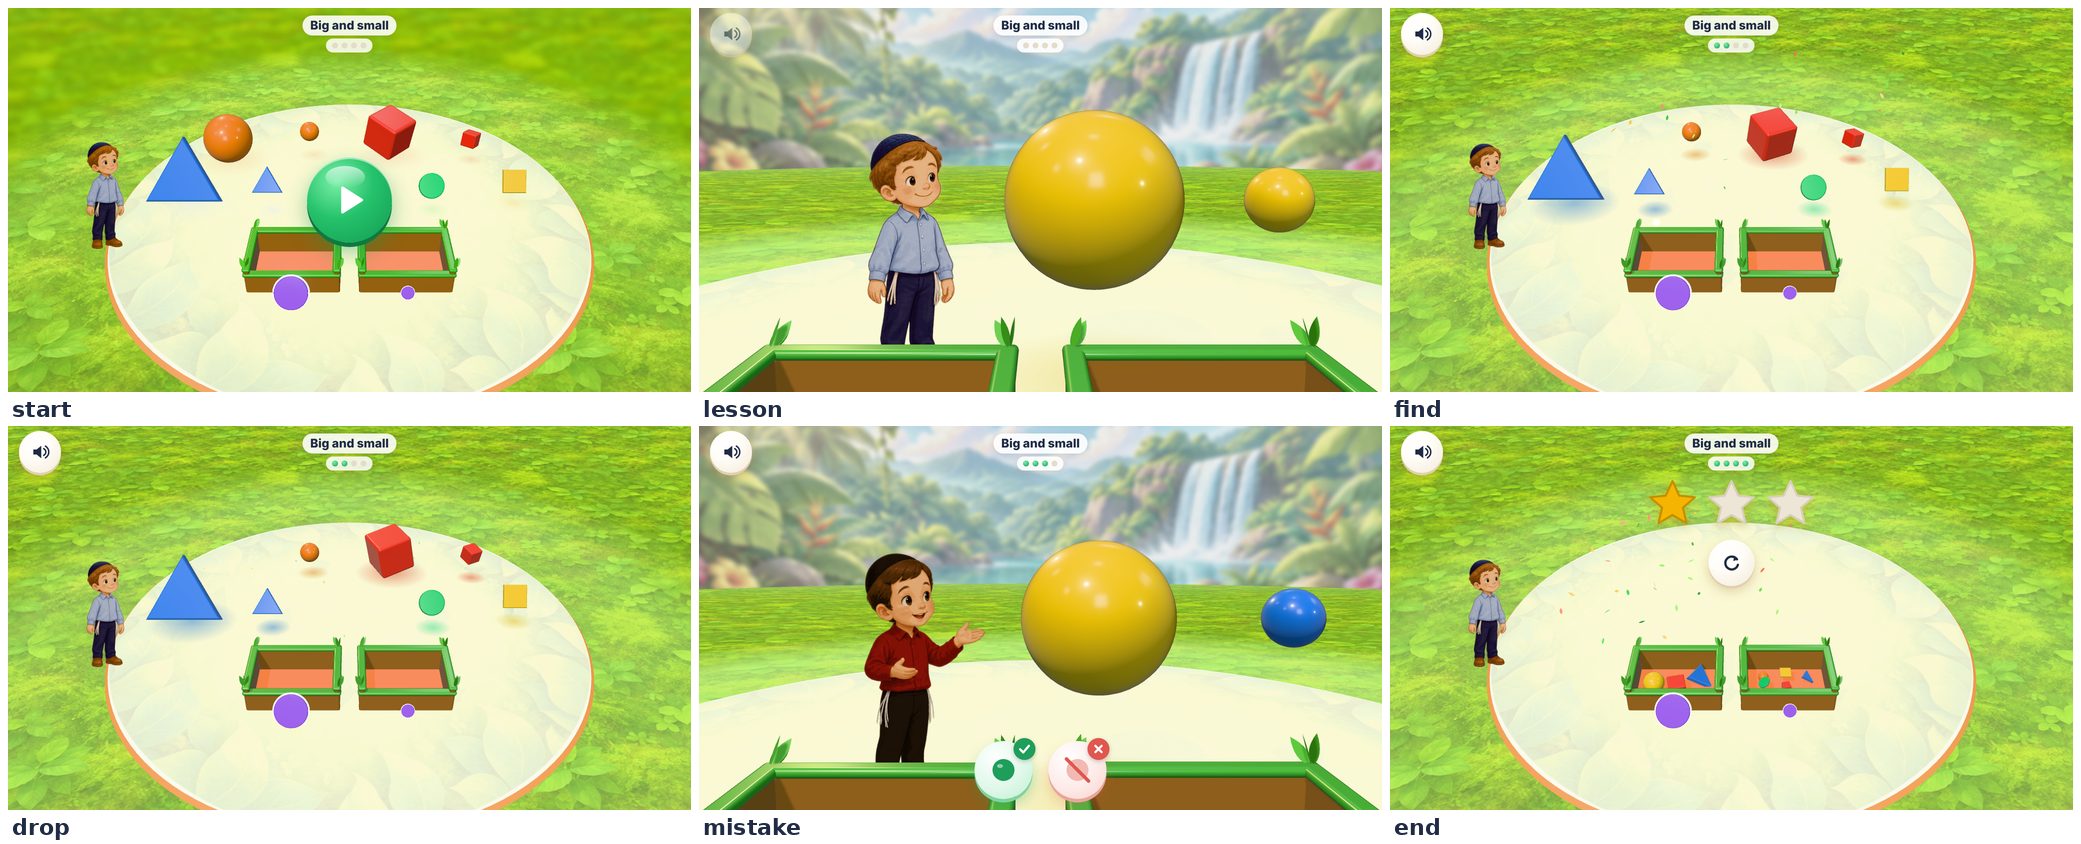 Big and small
Big and small
Big and small
start
lesson
find
Big and small
Big and small
Big and small
drop
mistake
end